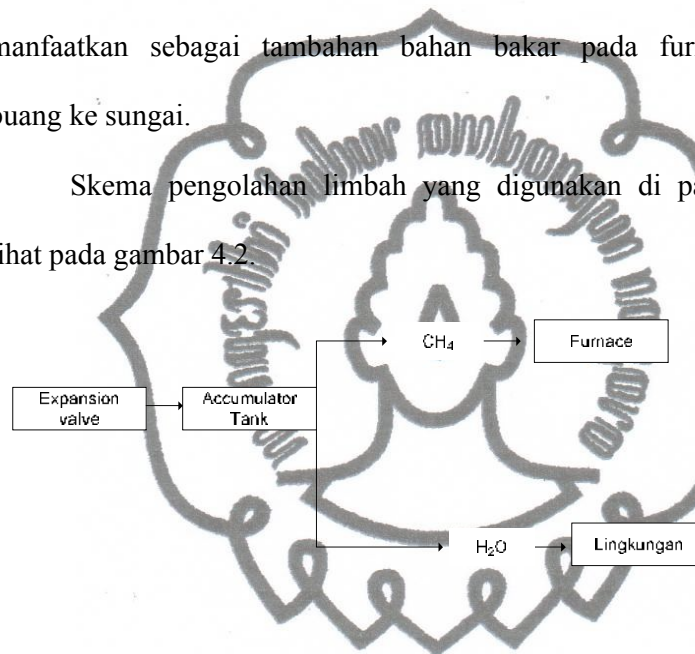 manfaatkan sebagai tambahan bahan bakar pada fur
buang ke sungai.
Skema pengolahan limbah yang digunakan di pa
lihat pada gambar 4.2.
CH₄
Furnace
Expansion
valve
Accumulator
Tank
H₂O
Lingkungan